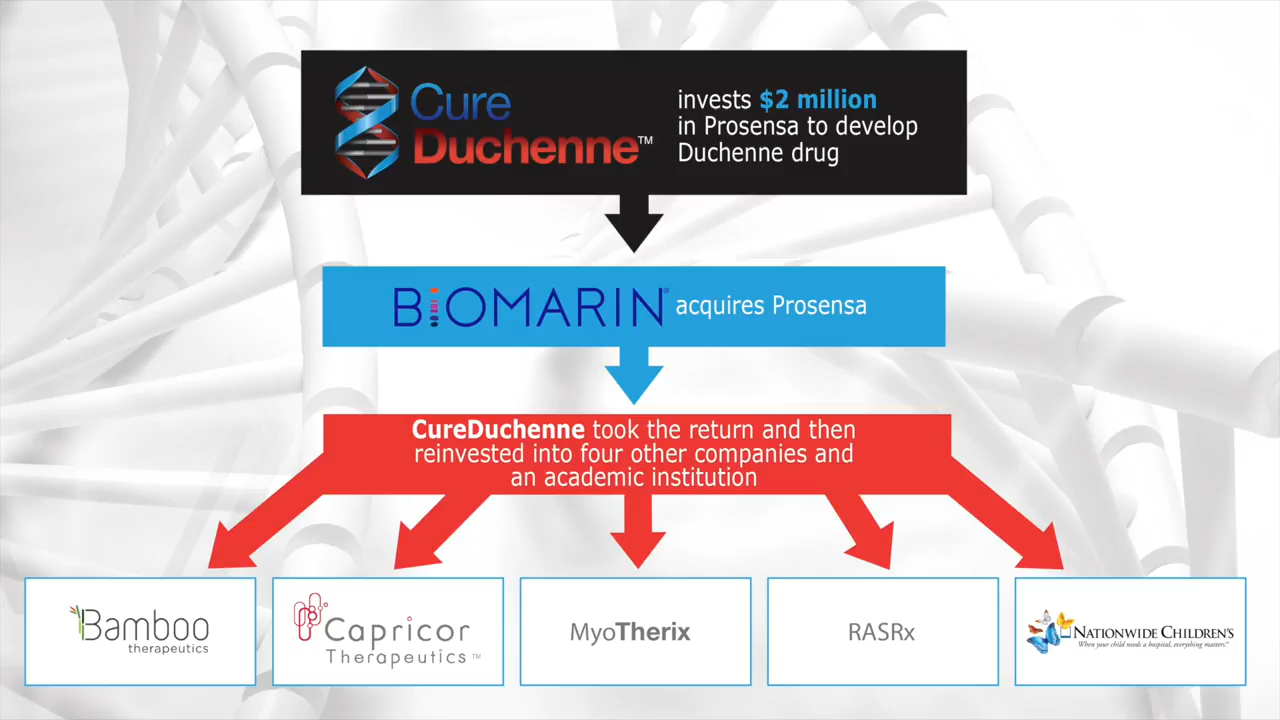 Cure
Duchenne™
invests $2 million
in Prosensa to develop
Duchenne drug
BIOMARIN® acquires Prosensa
CureDuchenne took the return and then
reinvested into four other companies and
an academic institution
Bamboo
therapeutics
Capricor
Therapeutics™
MyoTherix
RASRx
NATIONWIDE CHILDREN'S
When your child needs a hospital, everything matters.™